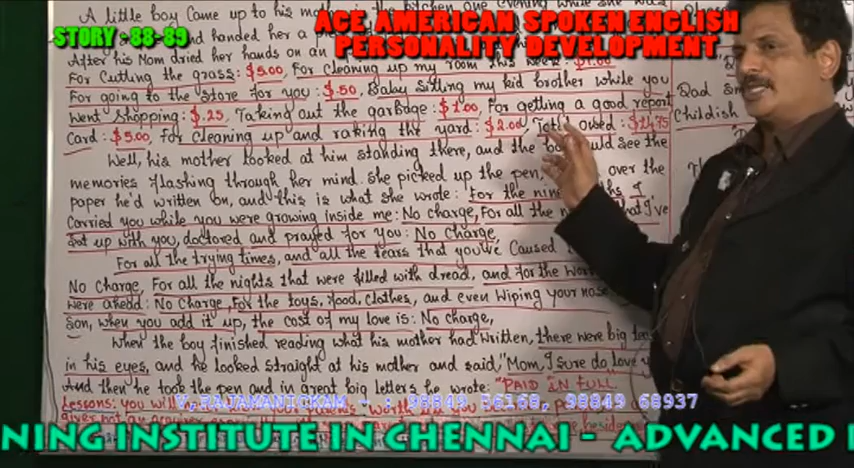 A little boy came up to his mother in the kitchen one evening while she was
STORY : 88-89
ACE AMERICAN SPOKEN ENGLISH
PERSONALITY DEVELOPMENT
and handed her a
After his Mom dried her hands on an
For Cutting the grass: $5.00, For cleaning up my room this week: $1.00
For going to the store for you : $.50, Baby sitting my kid brother while you
went shopping : $.25, Taking out the garbage : $1.00, For getting a good report
Card : $5.00, For cleaning up and raking the yard : $2.00, Total owed : $14.75
Well, his mother looked at him standing there, and the boy could see the
memories flashing through her mind. She picked up the pen, over the
paper he'd written on, and this is what she wrote: For the nine I
Carried you while you were growing inside me: No charge, For all the that I've
Sat up with you, doctored and prayed for you: No charge,
For all the trying times, and all the tears that you've caused
No charge, For all the nights that were filled with dread, and for the
were ahead: No Charge, For the toys, food, clothes, and even Wiping your nose
Son, when you add it up, the cost of my love is: No charge,
When the boy finished reading what his mother had written, there were big
in his eyes, and he looked straight at his mother and said, "Mom, I sure do love
And then he took the pen and in great big letters he wrote: "PAID IN FULL
Lessons: you will parents worth
V.RAJAMANICKAM - : 98849 36168, 98849 68937
NING INSTITUTE IN CHENNAI - ADVANCED
Dad
Childish